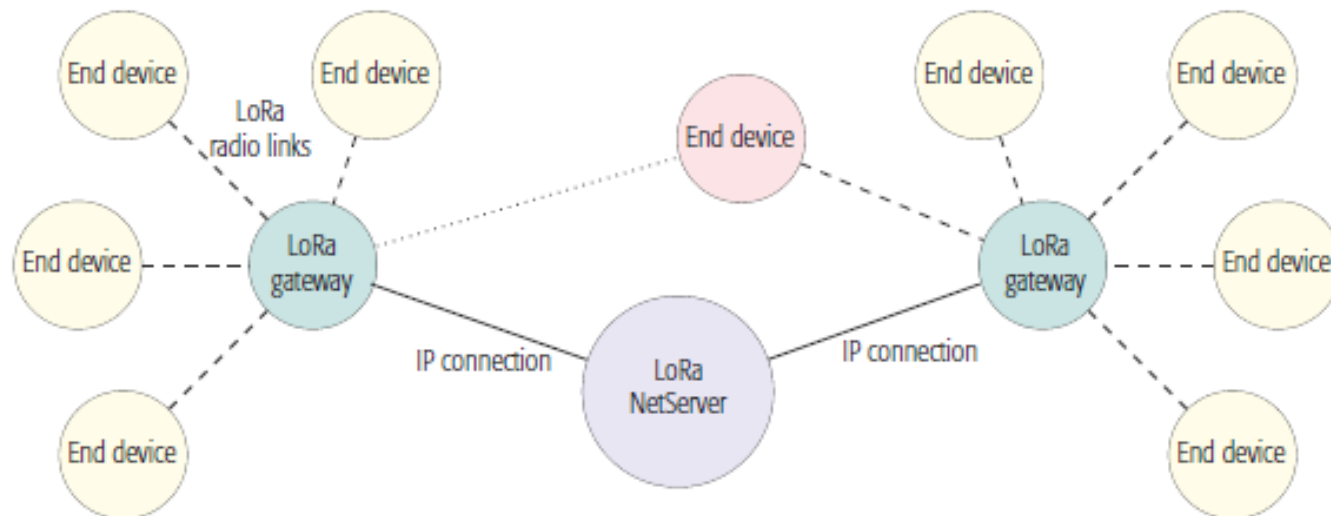 End device
End device
End device
End device
LoRa
radio links
End device
End device
LoRa
gateway
LoRa
gateway
End device
End device
IP connection
IP connection
LoRa
NetServer
End device
End device